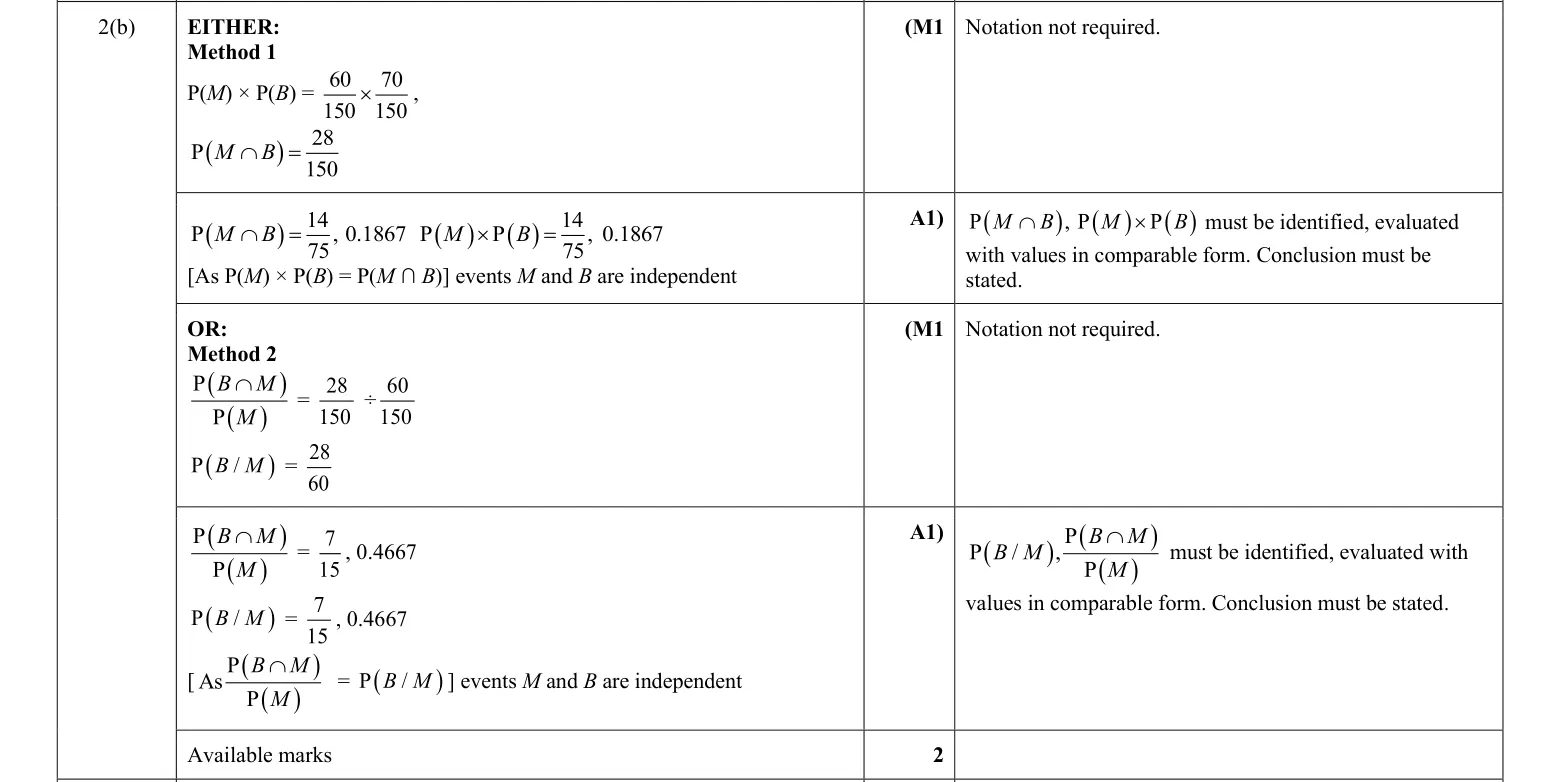 2(b)
EITHER:
(M1
Notation not required.
Method 1
P(M) × P(B) = 60/150 × 70/150 ,
P(M ∩ B) = 28/150
P(M ∩ B) = 14/75, 0.1867 P(M) × P(B) = 14/75, 0.1867
[As P(M) × P(B) = P(M ∩ B)] events M and B are independent
A1)
P(M ∩ B), P(M) × P(B) must be identified, evaluated
with values in comparable form. Conclusion must be
stated.
OR:
(M1
Notation not required.
Method 2
P(B ∩ M)/P(M) = 28/150 ÷ 60/150
P(B / M) = 28/60
P(B ∩ M)/P(M) = 7/15 , 0.4667
P(B / M) = 7/15 , 0.4667
[ As P(B ∩ M)/P(M) = P(B / M) ] events M and B are independent
A1)
P(B / M), P(B ∩ M)/P(M) must be identified, evaluated with
values in comparable form. Conclusion must be stated.
Available marks
2